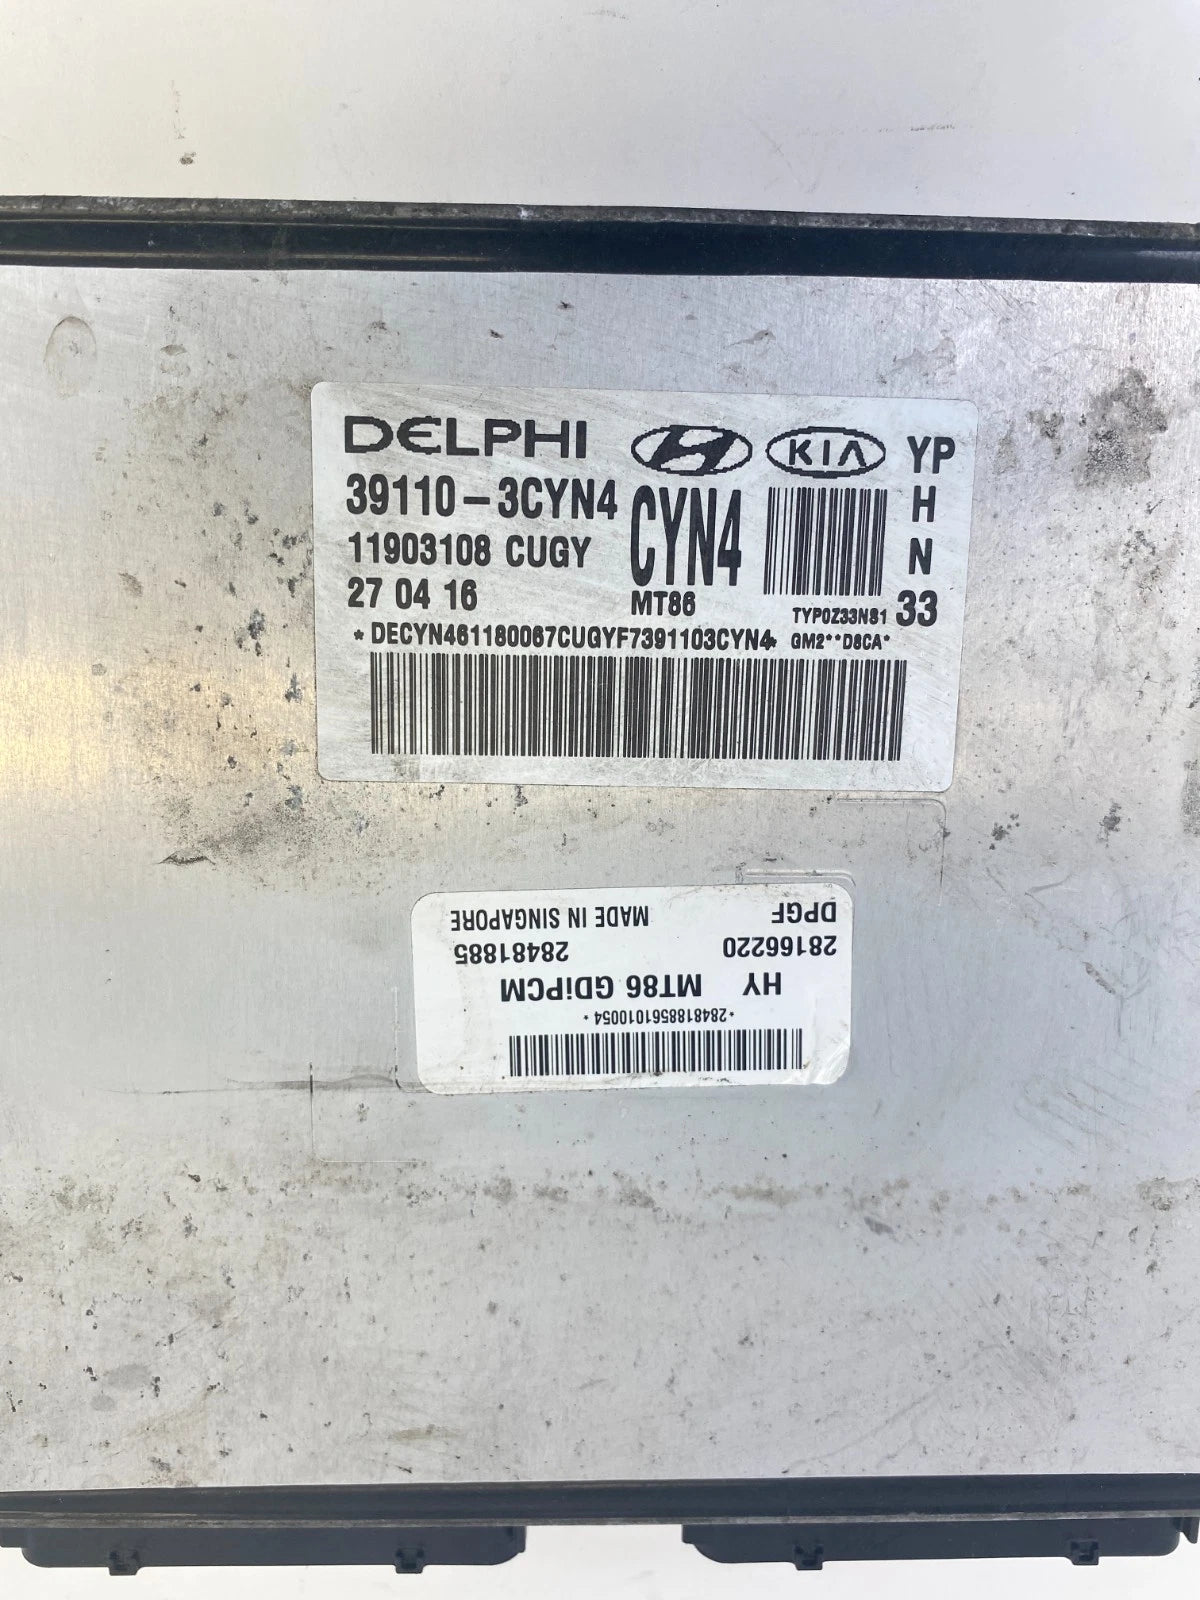 DELPHI KIA YP
39110-3CYN4 CYN4 H
11903108 CUGY N
27 04 16 MT86 TYP0Z33N81 33
*DECYN461180067CUGYF7391103CYN4* GM2**D8CA*
*2848188561010054*
HY MT86 GDiPCM
28166220 28481885
DPGF MADE IN SINGAPORE